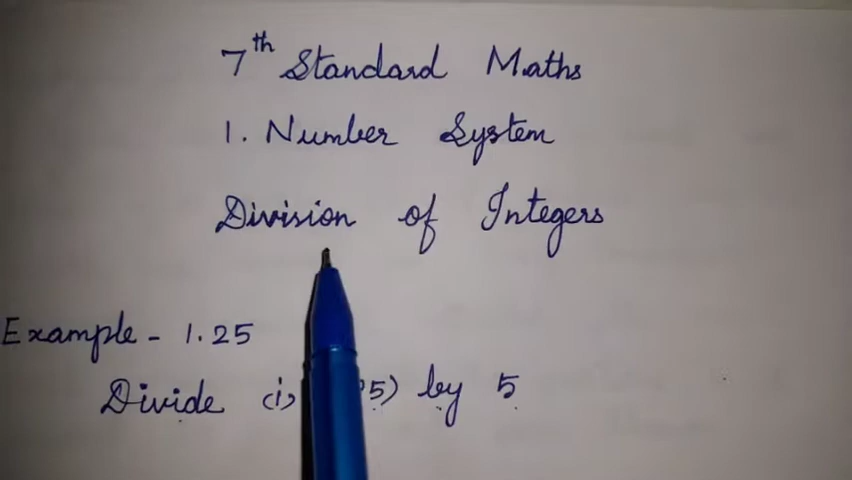 7th Standard Maths
1. Number System
Division of Integers
Example - 1.25
Divide (i) 5) by 5